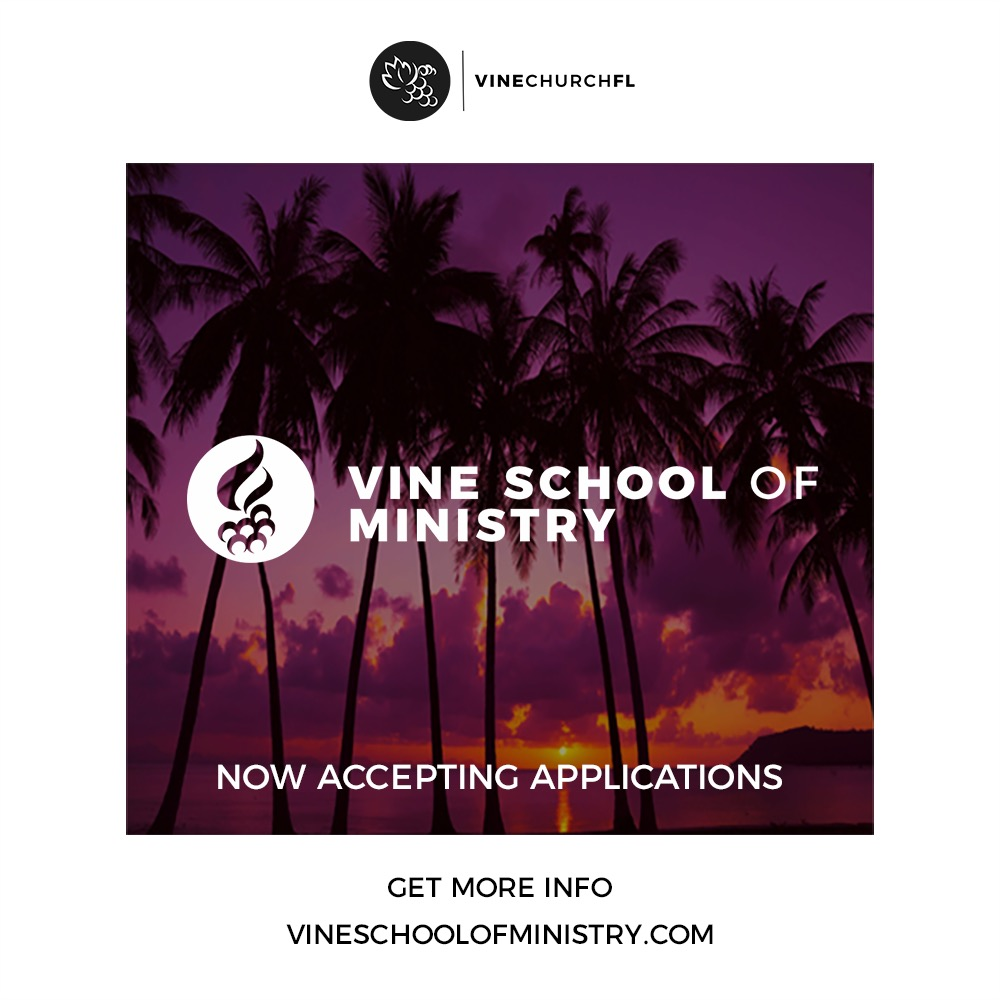 VINECHURCHFL
VINE SCHOOL OF
MINISTRY
NOW ACCEPTING APPLICATIONS
GET MORE INFO
VINESCHOOLOFMINISTRY.COM